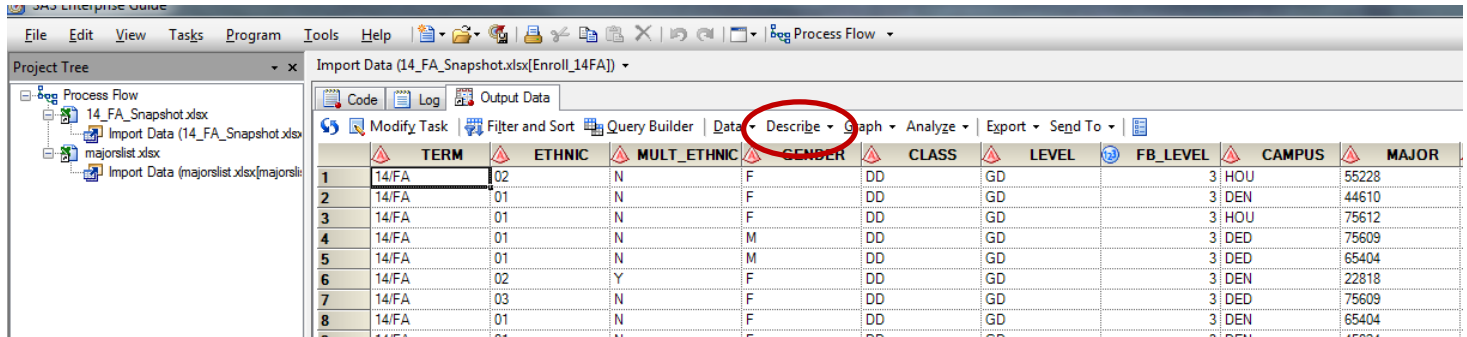 SAS Enterprise Guide
File Edit View Tasks Program Tools Help Process Flow
Project Tree
Import Data (14_FA_Snapshot.xlsx[Enroll_14FA])
Process Flow
14_FA_Snapshot.xlsx
Import Data (14_FA_Snapshot.xlsx
majorslist.xlsx
Import Data (majorslist.xlsx[majorsli
Code Log Output Data
Modify Task Filter and Sort Query Builder Data Describe Graph Analyze Export Send To
TERM ETHNIC MULT_ETHNIC GENDER CLASS LEVEL FB_LEVEL CAMPUS MAJOR
1 14/FA 02 N F DD GD 3 HOU 55228
2 14/FA 01 N F DD GD 3 DEN 44610
3 14/FA 01 N F DD GD 3 HOU 75612
4 14/FA 01 N M DD GD 3 DED 75609
5 14/FA 01 N M DD GD 3 DED 65404
6 14/FA 02 Y F DD GD 3 DEN 22818
7 14/FA 03 N F DD GD 3 DED 75609
8 14/FA 01 N F DD GD 3 DEN 65404